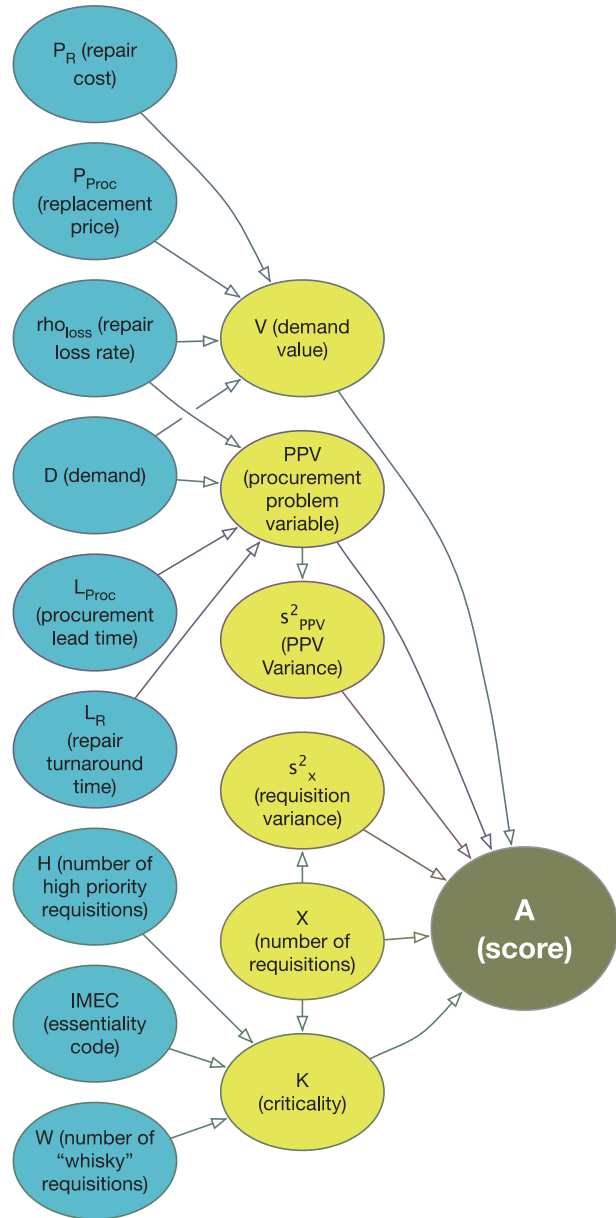 P_R (repair
cost)
P_Proc
(replacement
price)
rho_loss (repair
loss rate)
V (demand
value)
D (demand)
PPV
(procurement
problem
variable)
L_Proc
(procurement
lead time)
s²_PPV
(PPV
Variance)
L_R
(repair
turnaround
time)
s²_x
(requisition
variance)
H (number of
high priority
requisitions)
X
(number of
requisitions)
A
(score)
IMEC
(essentiality
code)
K
(criticality)
W (number of
“whisky”
requisitions)